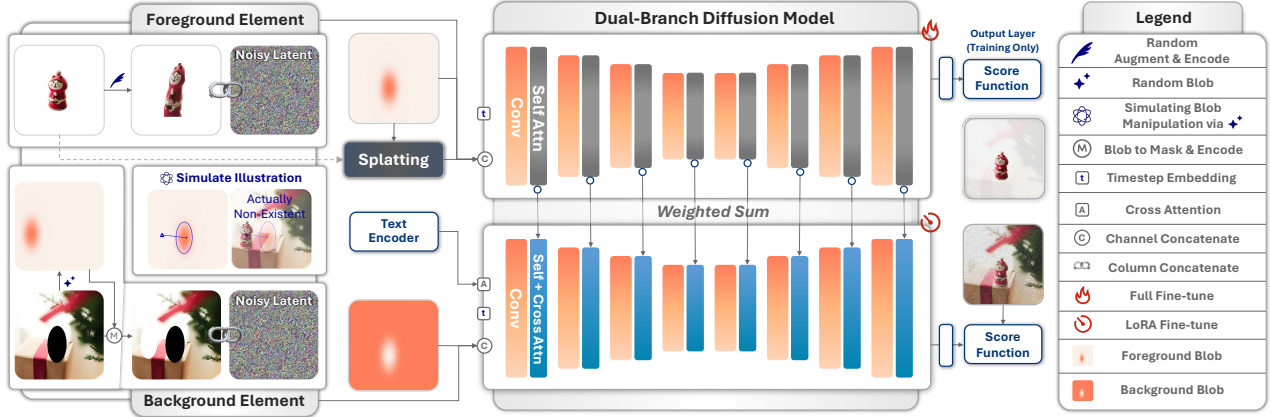 Foreground Element
Noisy Latent
Splatting
Simulate Illustration
Actually
Non-Existent
Text
Encoder
M
Noisy Latent
Background Element
Dual-Branch Diffusion Model
t
C
Conv
Self Attn
Weighted Sum
A
t
C
Conv
Self + Cross Attn
Output Layer
(Training Only)
Score
Function
Score
Function
Legend
Random
Augment & Encode
Random Blob
Simulating Blob
Manipulation via
M Blob to Mask & Encode
t Timestep Embedding
A Cross Attention
C Channel Concatenate
Column Concatenate
Full Fine-tune
LoRA Fine-tune
Foreground Blob
Background Blob